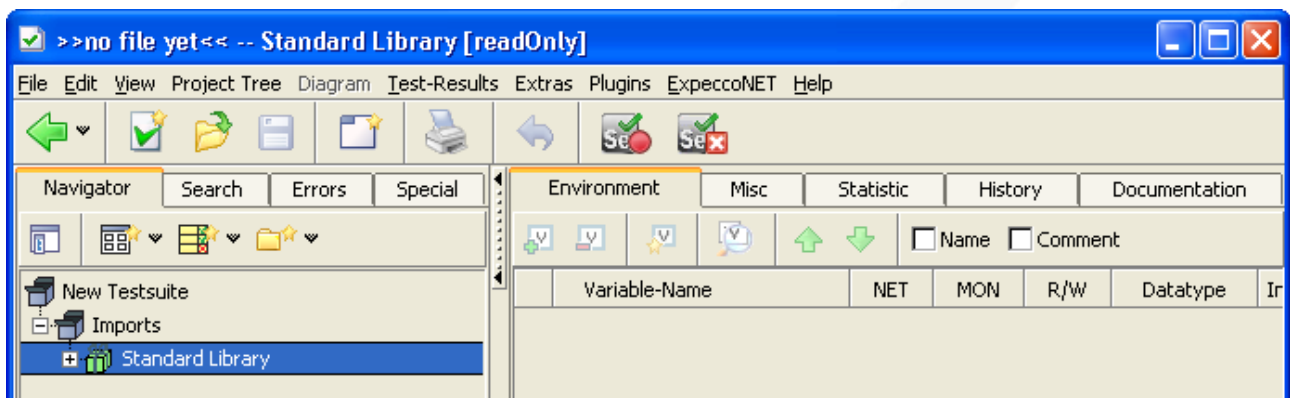 >>no file yet<< -- Standard Library [readOnly]
File Edit View Project Tree Diagram Test-Results Extras Plugins ExpeccoNET Help
Se Se
Navigator Search Errors Special Environment Misc Statistic History Documentation
V V V V Name Comment
Variable-Name NET MON R/W Datatype
New Testsuite
Imports
Standard Library